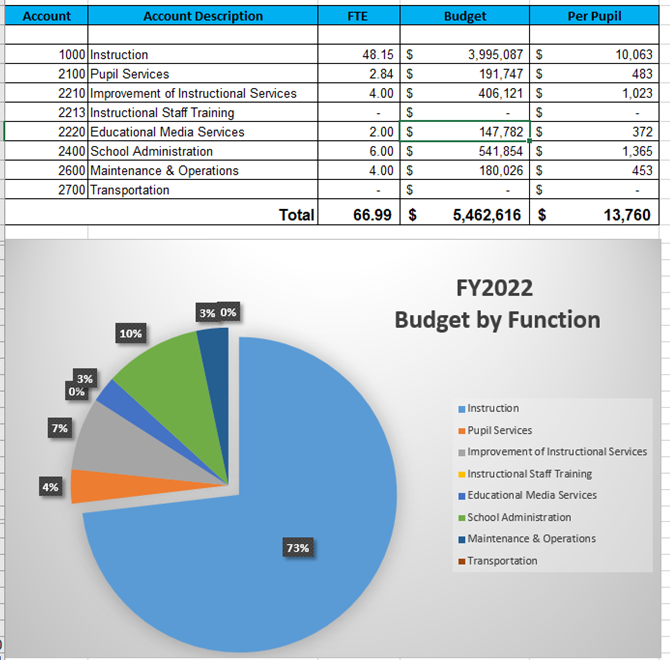 Account Account Description FTE Budget Per Pupil
1000 Instruction 48.15 $ 3,995,087 $ 10,063
2100 Pupil Services 2.84 $ 191,747 $ 483
2210 Improvement of Instructional Services 4.00 $ 406,121 $ 1,023
2213 Instructional Staff Training - $ - $ -
2220 Educational Media Services 2.00 $ 147,782 $ 372
2400 School Administration 6.00 $ 541,854 $ 1,365
2600 Maintenance & Operations 4.00 $ 180,026 $ 453
2700 Transportation - $ - $ -
Total 66.99 $ 5,462,616 $ 13,760
FY2022
Budget by Function
3% 0%
10%
3%
0%
7%
4%
73%
Instruction
Pupil Services
Improvement of Instructional Services
Instructional Staff Training
Educational Media Services
School Administration
Maintenance & Operations
Transportation